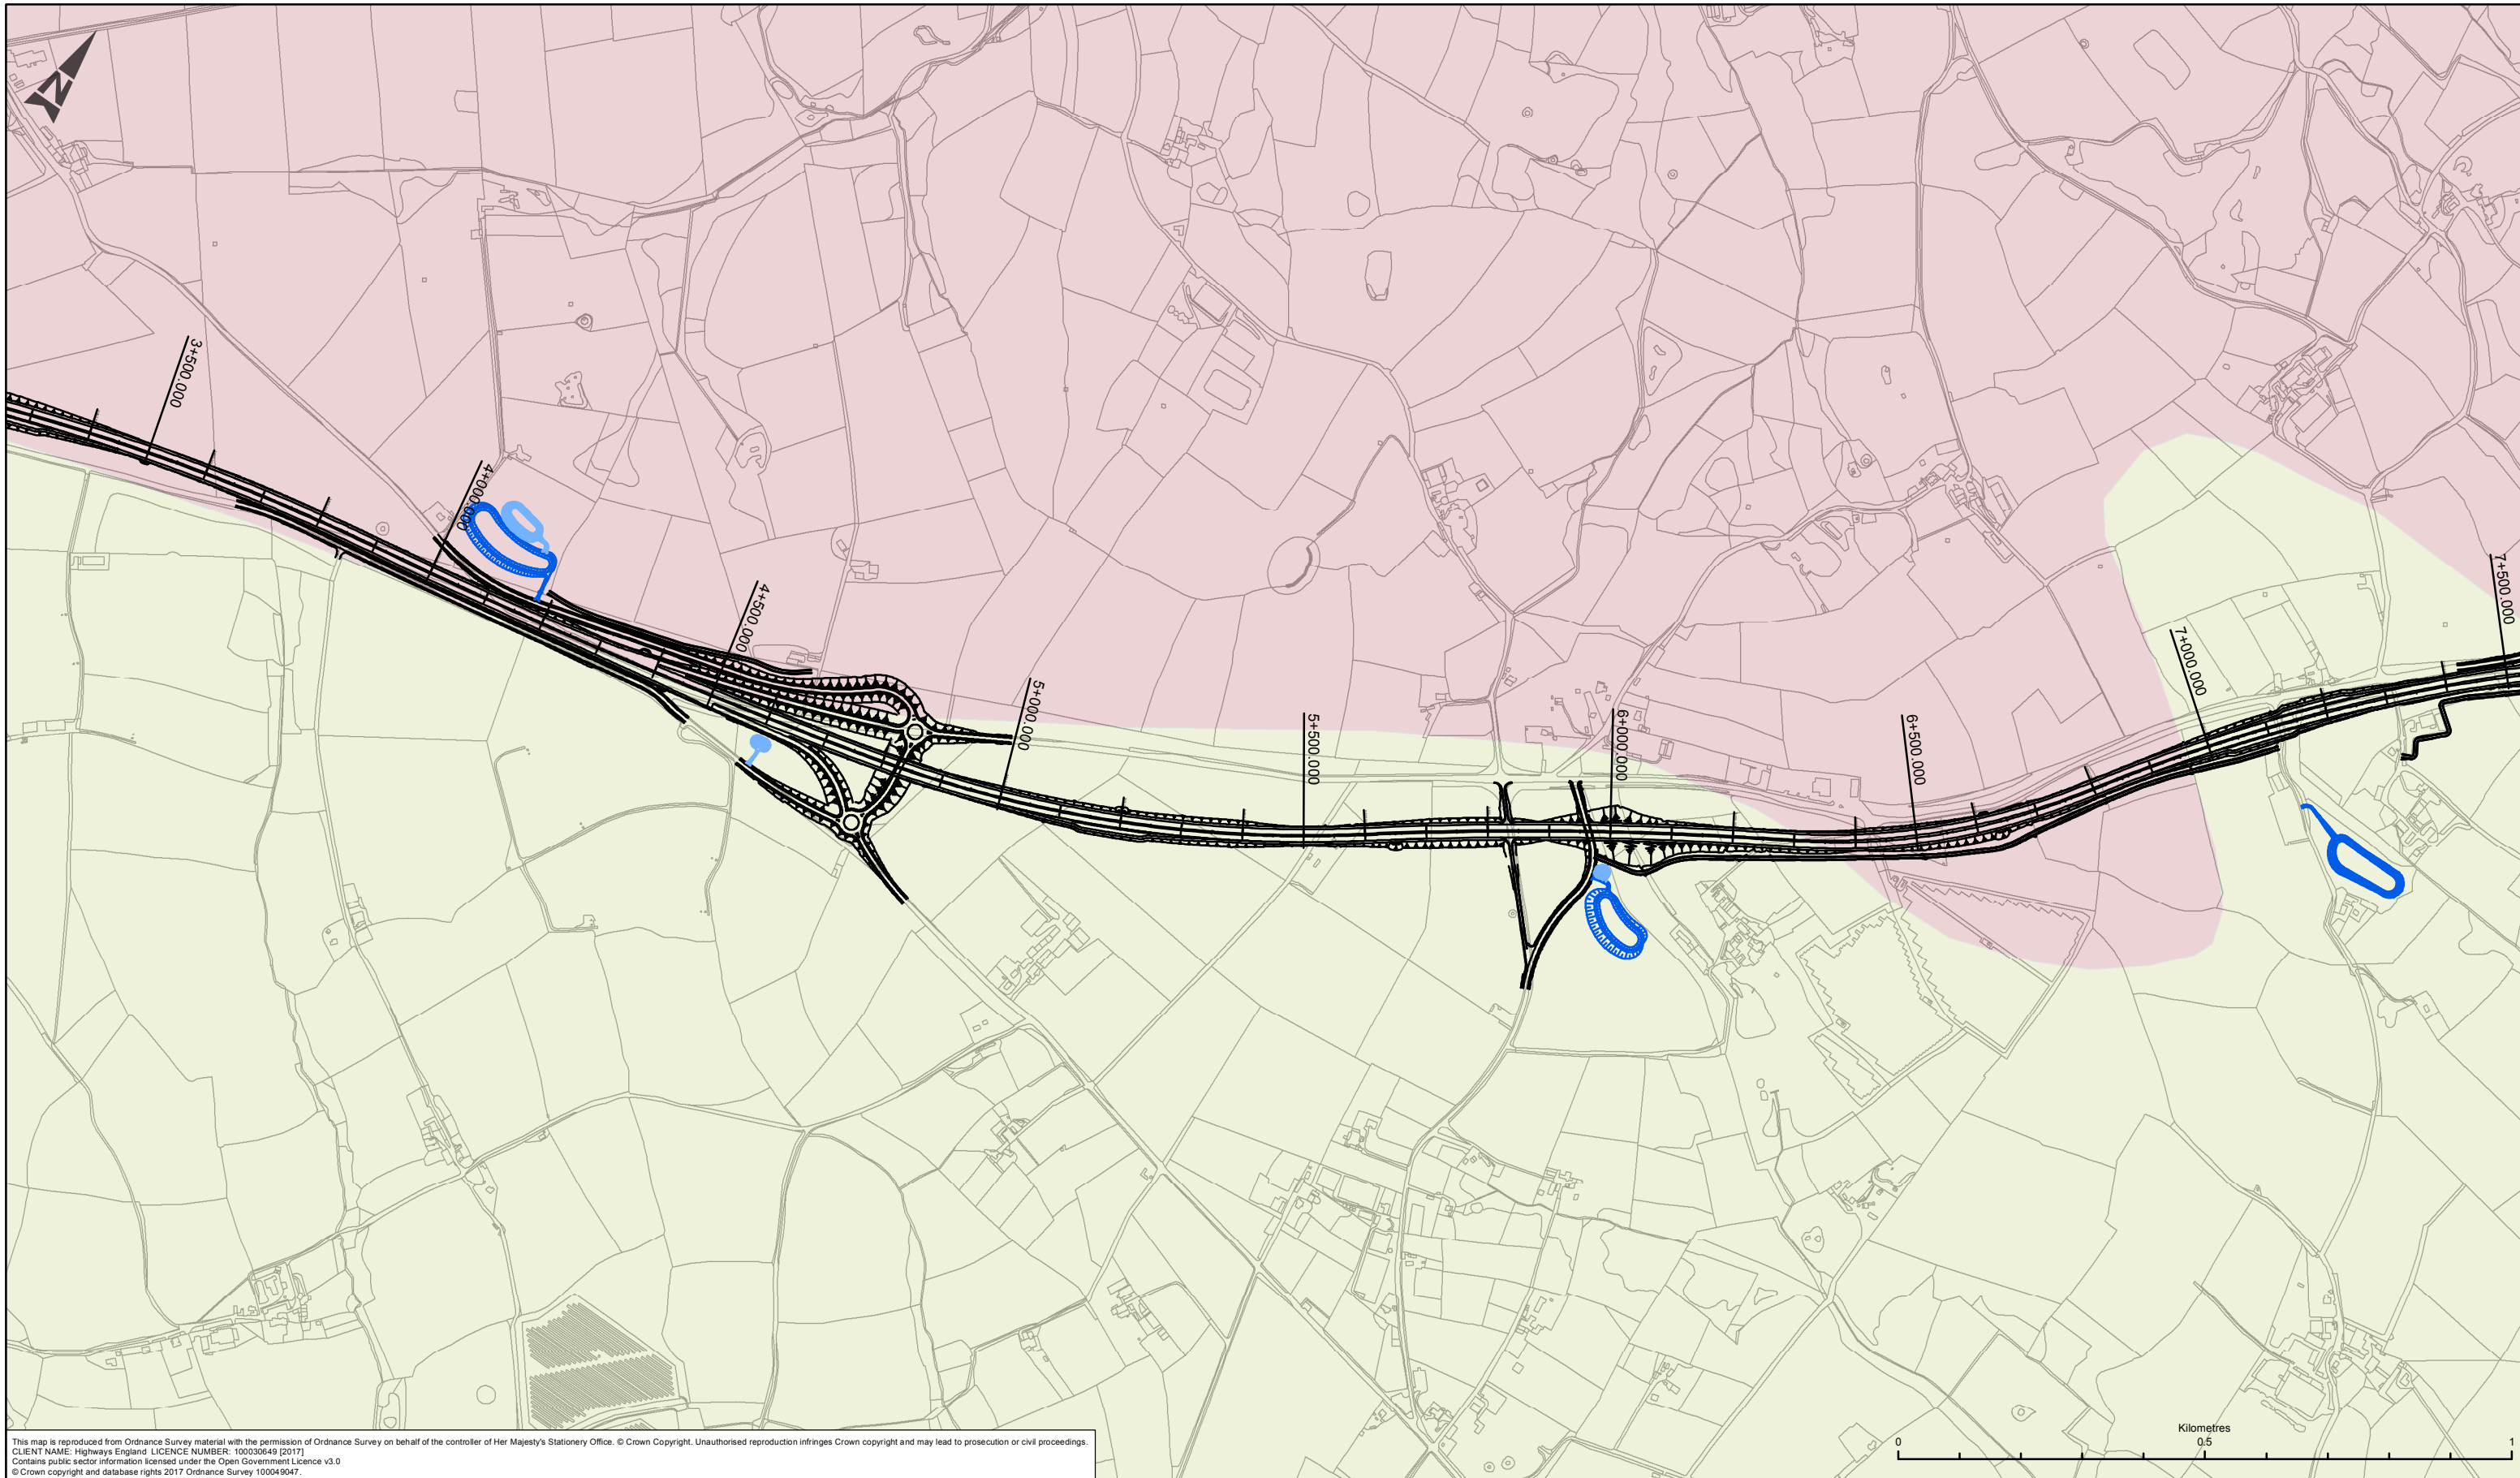 N
3+500.000
4+000.000
4+500.000
5+000.000
5+500.000
6+000.000
6+500.000
7+000.000
7+500.000
Kilometres
0 0.5 1
This map is reproduced from Ordnance Survey material with the permission of Ordnance Survey on behalf of the controller of Her Majesty's Stationery Office. © Crown Copyright. Unauthorised reproduction infringes Crown copyright and may lead to prosecution or civil proceedings.
CLIENT NAME: Highways England LICENCE NUMBER: 100030649 [2017]
Contains public sector information licensed under the Open Government Licence v3.0
© Crown copyright and database rights 2017 Ordnance Survey 100049047.